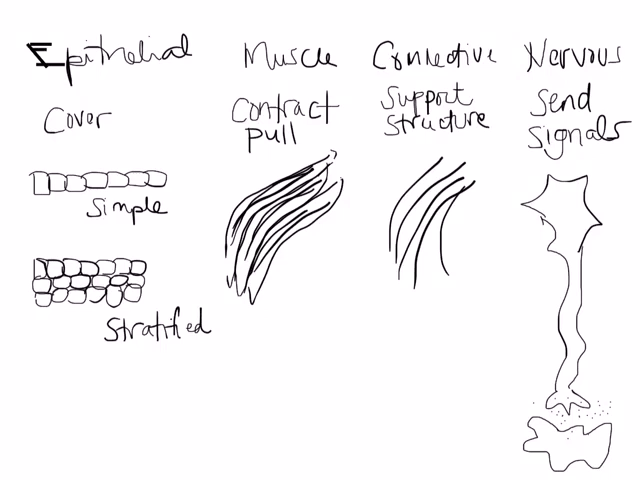 Epithelial
Cover
Simple
Stratified
Muscle
Contract
pull
Connective
Support
Structure
Nervous
Send
Signals